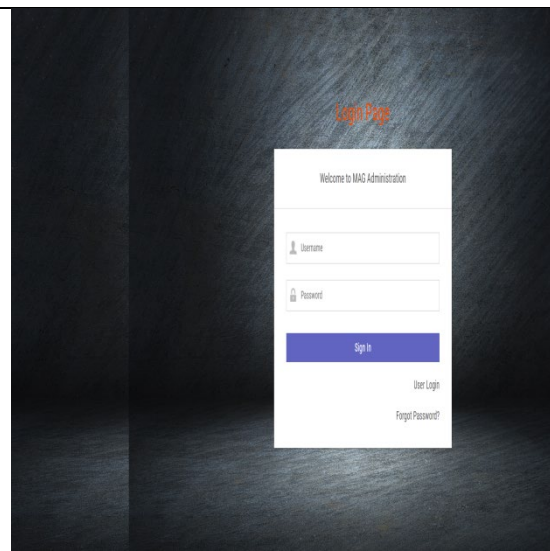 Login Page
Welcome to MAG Administration
Username
Password
Sign In
User Login
Forgot Password?